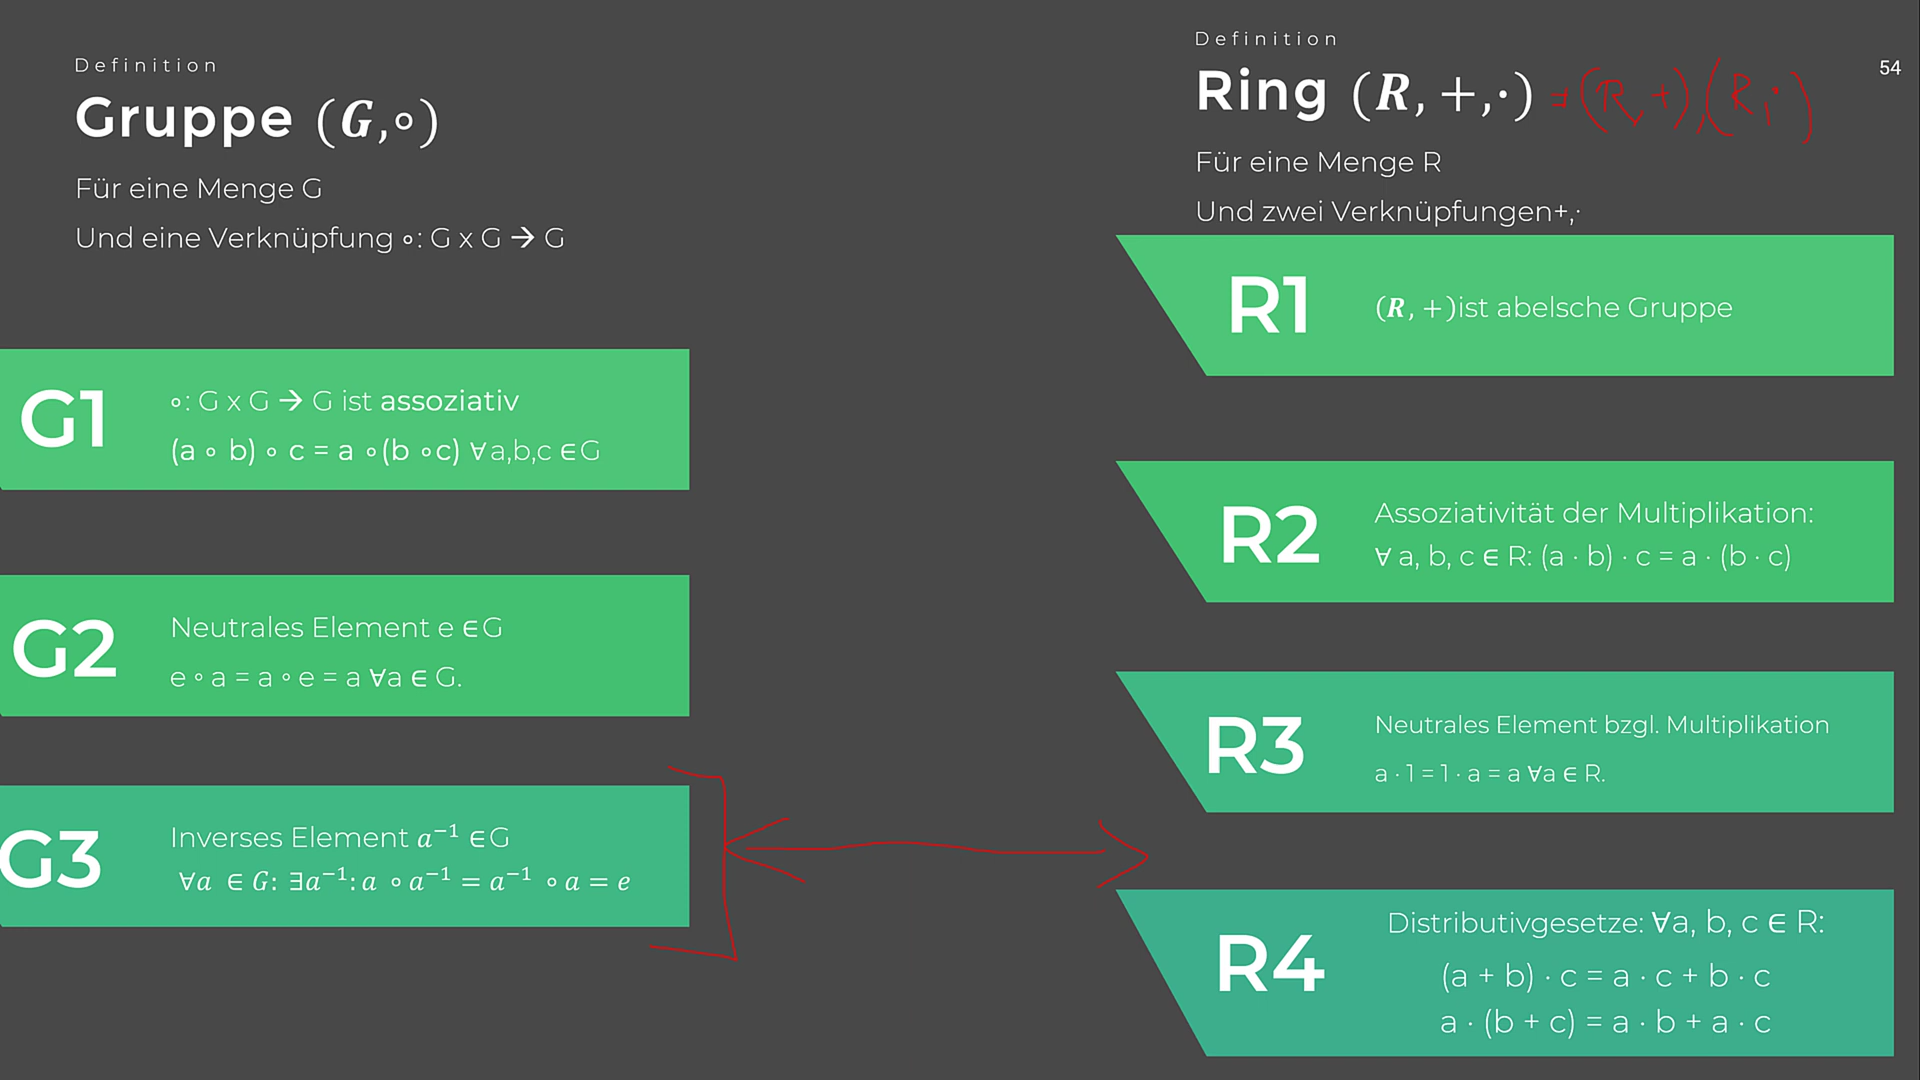 Definition
Gruppe (G,∘)
Für eine Menge G
Und eine Verknüpfung ∘: G x G → G
G1
∘: G x G → G ist assoziativ
(a ∘ b) ∘ c = a ∘(b ∘c) ∀a,b,c ∈G
G2
Neutrales Element e ∈G
e ∘ a = a ∘ e = a ∀a ∈ G.
G3
Inverses Element a⁻¹ ∈G
∀a ∈ G: ∃a⁻¹: a ∘ a⁻¹ = a⁻¹ ∘ a = e
Definition
54
Ring (R, +,·) (R, +), (R, ·)
Für eine Menge R
Und zwei Verknüpfungen+,·
R1
(R, +)ist abelsche Gruppe
R2
Assoziativität der Multiplikation:
∀ a, b, c ∈ R: (a · b) · c = a · (b · c)
R3
Neutrales Element bzgl. Multiplikation
a · 1 = 1 · a = a ∀a ∈ R.
R4
Distributivgesetze: ∀a, b, c ∈ R:
(a + b) · c = a · c + b · c
a · (b + c) = a · b + a · c